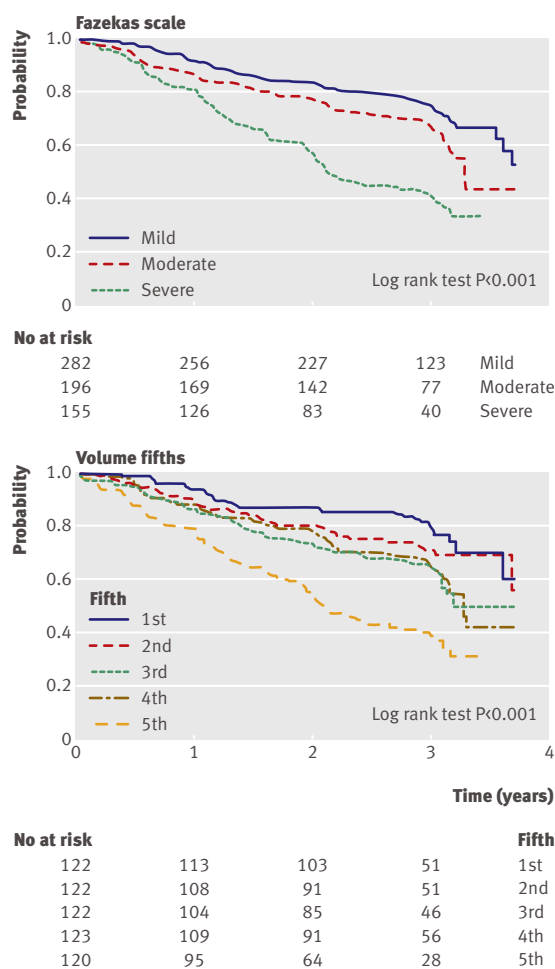 Fazekas scale
Probability
1.0
0.8
0.6
0.4
0.2
0
Mild
Moderate
Severe
Log rank test P<0.001
No at risk
282 256 227 123 Mild
196 169 142 77 Moderate
155 126 83 40 Severe
Volume fifths
Probability
1.0
0.8
0.6
0.4
0.2
0
Fifth
1st
2nd
3rd
4th
5th
Log rank test P<0.001
0 1 2 3 4
Time (years)
No at risk Fifth
122 113 103 51 1st
122 108 91 51 2nd
122 104 85 46 3rd
123 109 91 56 4th
120 95 64 28 5th